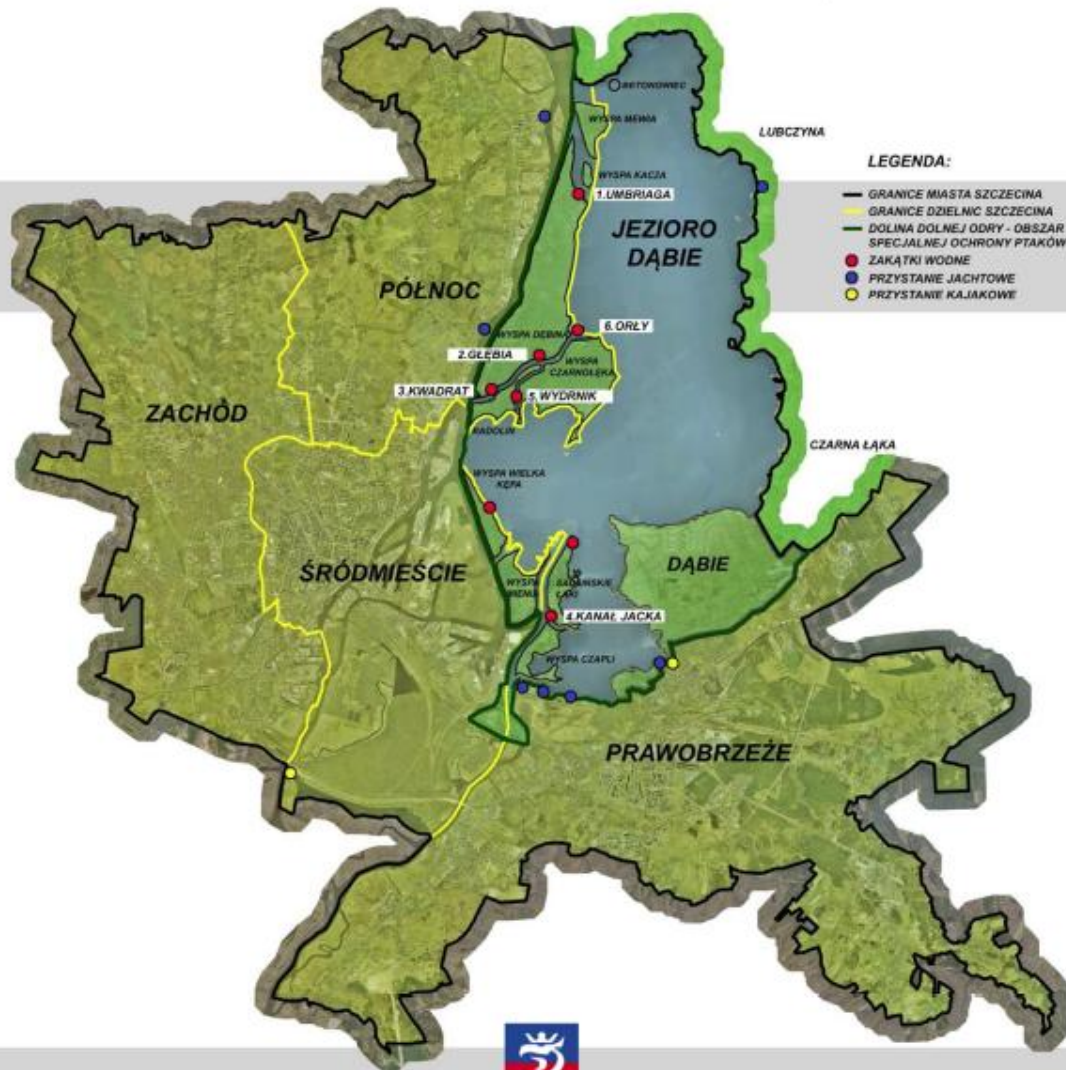 BETONOWIEC
WYSPA MEWIA
LUBCZYNA
LEGENDA:
WYSPA KACZA
1.UMBRIAGA
GRANICE MIASTA SZCZECINA
GRANICE DZIELNIC SZCZECINA
DOLINA DOLNEJ ODRY - OBSZAR
SPECJALNEJ OCHRONY PTAKÓW
ZAKĄTKI WODNE
PRZYSTANIE JACHTOWE
PRZYSTANIE KAJAKOWE
JEZIORO
DĄBIE
PÓŁNOC
WYSPA DĘBINA
6.ORŁY
2.GŁĘBIA
WYSPA
CZARNOŁĘKA
3.KWADRAT
5.WYDRNIK
ZACHÓD
RADOLIN
CZARNA ŁĄKA
WYSPA WIELKA
KĘPA
ŚRÓDMIEŚCIE
DĄBIE
WYSPA
SADLIŃSKIE
ŁĄKI
4.KANAŁ JACKA
WYSPA CZAPLI
PRAWOBRZEŻE